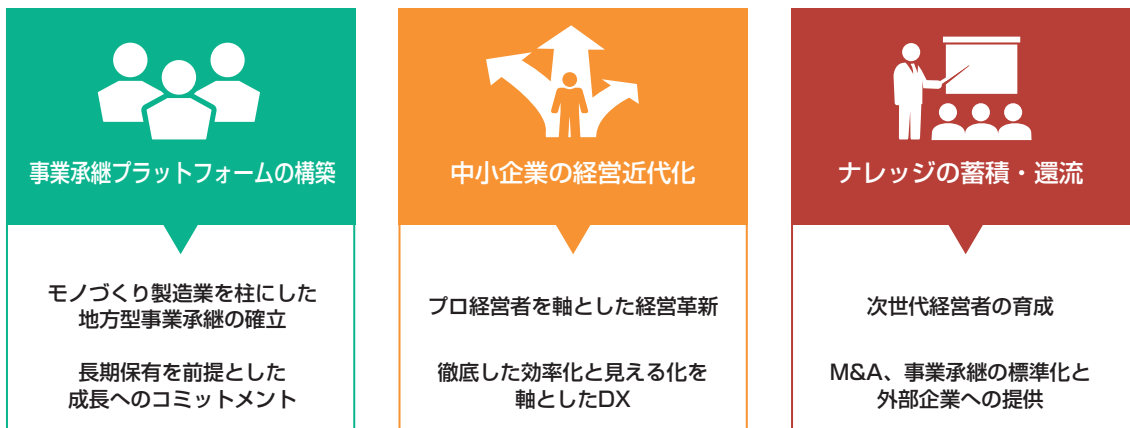 事業承継プラットフォームの構築
モノづくり製造業を柱にした
地方型事業承継の確立
長期保有を前提とした
成長へのコミットメント
中小企業の経営近代化
プロ経営者を軸とした経営革新
徹底した効率化と見える化を
軸としたDX
ナレッジの蓄積・還流
次世代経営者の育成
M&A、事業承継の標準化と
外部企業への提供